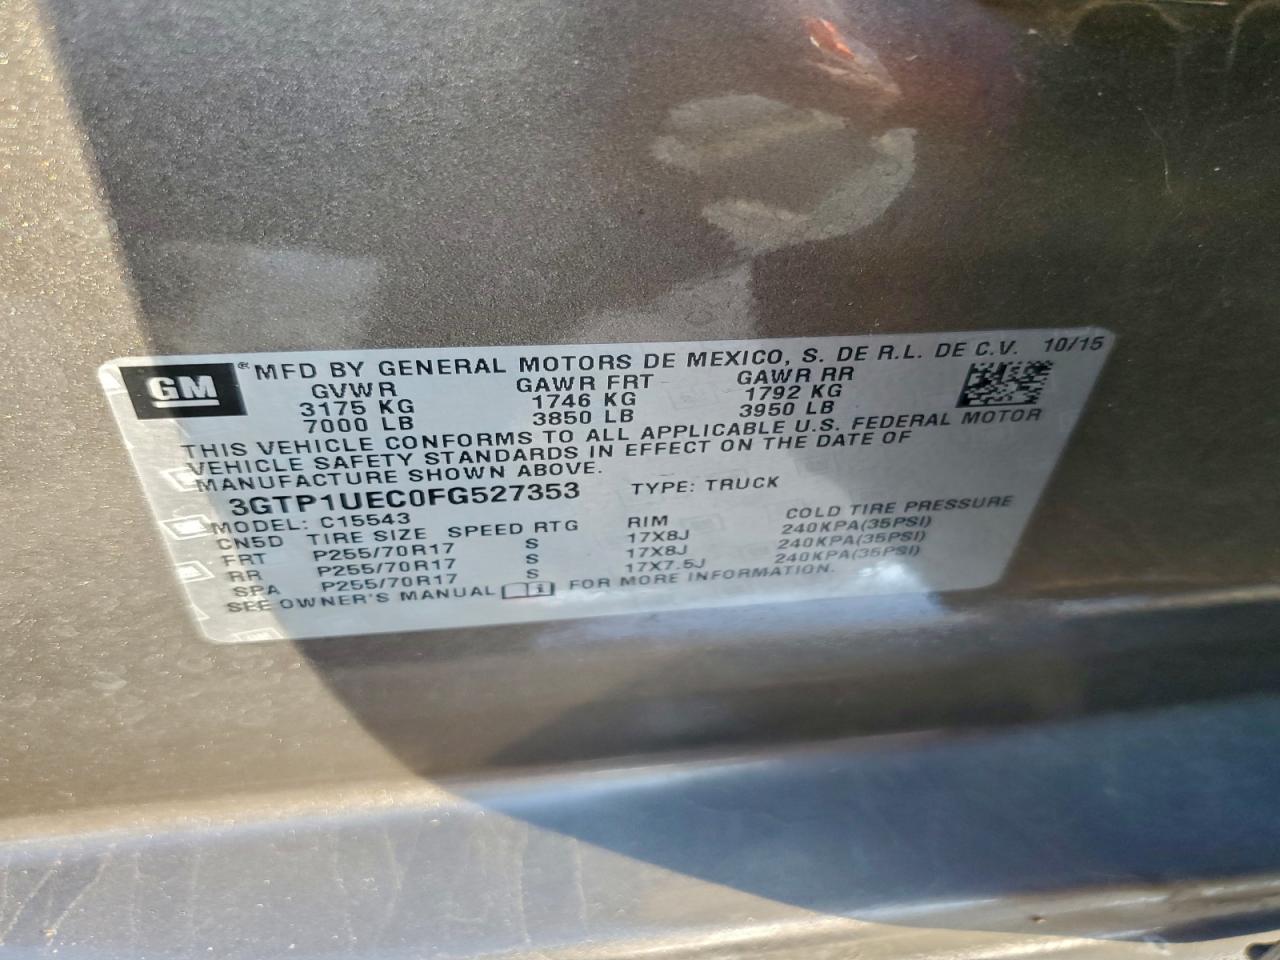 GM ® MFD BY GENERAL MOTORS DE MEXICO, S. DE R.L. DE C.V. 10/15
GVWR GAWR FRT GAWR RR
3175 KG 1746 KG 1792 KG
7000 LB 3850 LB 3950 LB
THIS VEHICLE CONFORMS TO ALL APPLICABLE U.S. FEDERAL MOTOR
VEHICLE SAFETY STANDARDS IN EFFECT ON THE DATE OF
MANUFACTURE SHOWN ABOVE.
3GTP1UEC0FG527353 TYPE: TRUCK
MODEL: C15543
CN5D TIRE SIZE SPEED RTG RIM COLD TIRE PRESSURE
FRT P255/70R17 S 17X8J 240KPA(35PSI)
RR P255/70R17 S 17X8J 240KPA(35PSI)
SPA P255/70R17 S 17X7.5J 240KPA(35PSI)
SEE OWNER'S MANUAL FOR MORE INFORMATION.